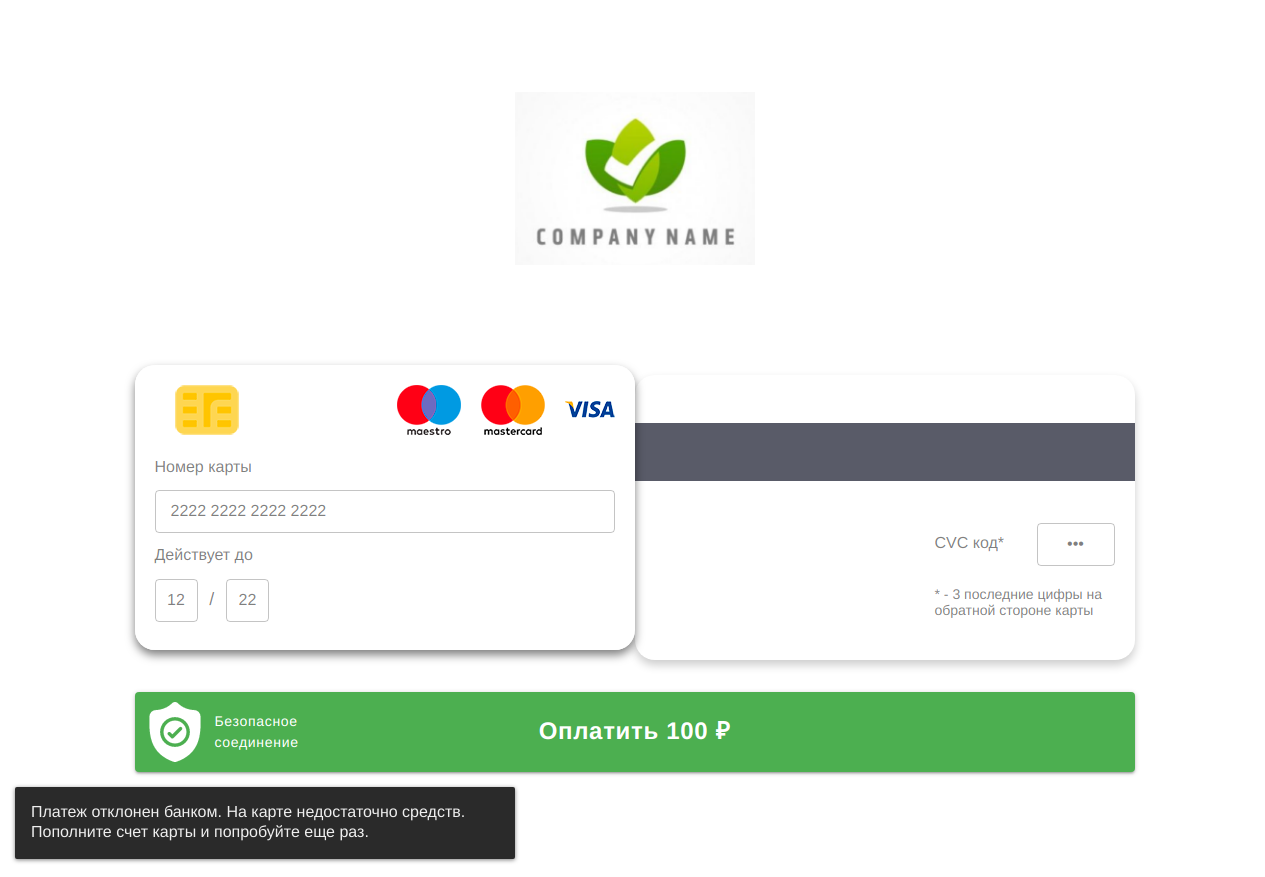 COMPANY NAME
maestro
mastercard
VISA
Номер карты
2222 2222 2222 2222
Действует до
12 / 22
CVC код*
•••
* - 3 последние цифры на
обратной стороне карты
Безопасное
соединение
Оплатить 100 ₽
Платеж отклонен банком. На карте недостаточно средств.
Пополните счет карты и попробуйте еще раз.